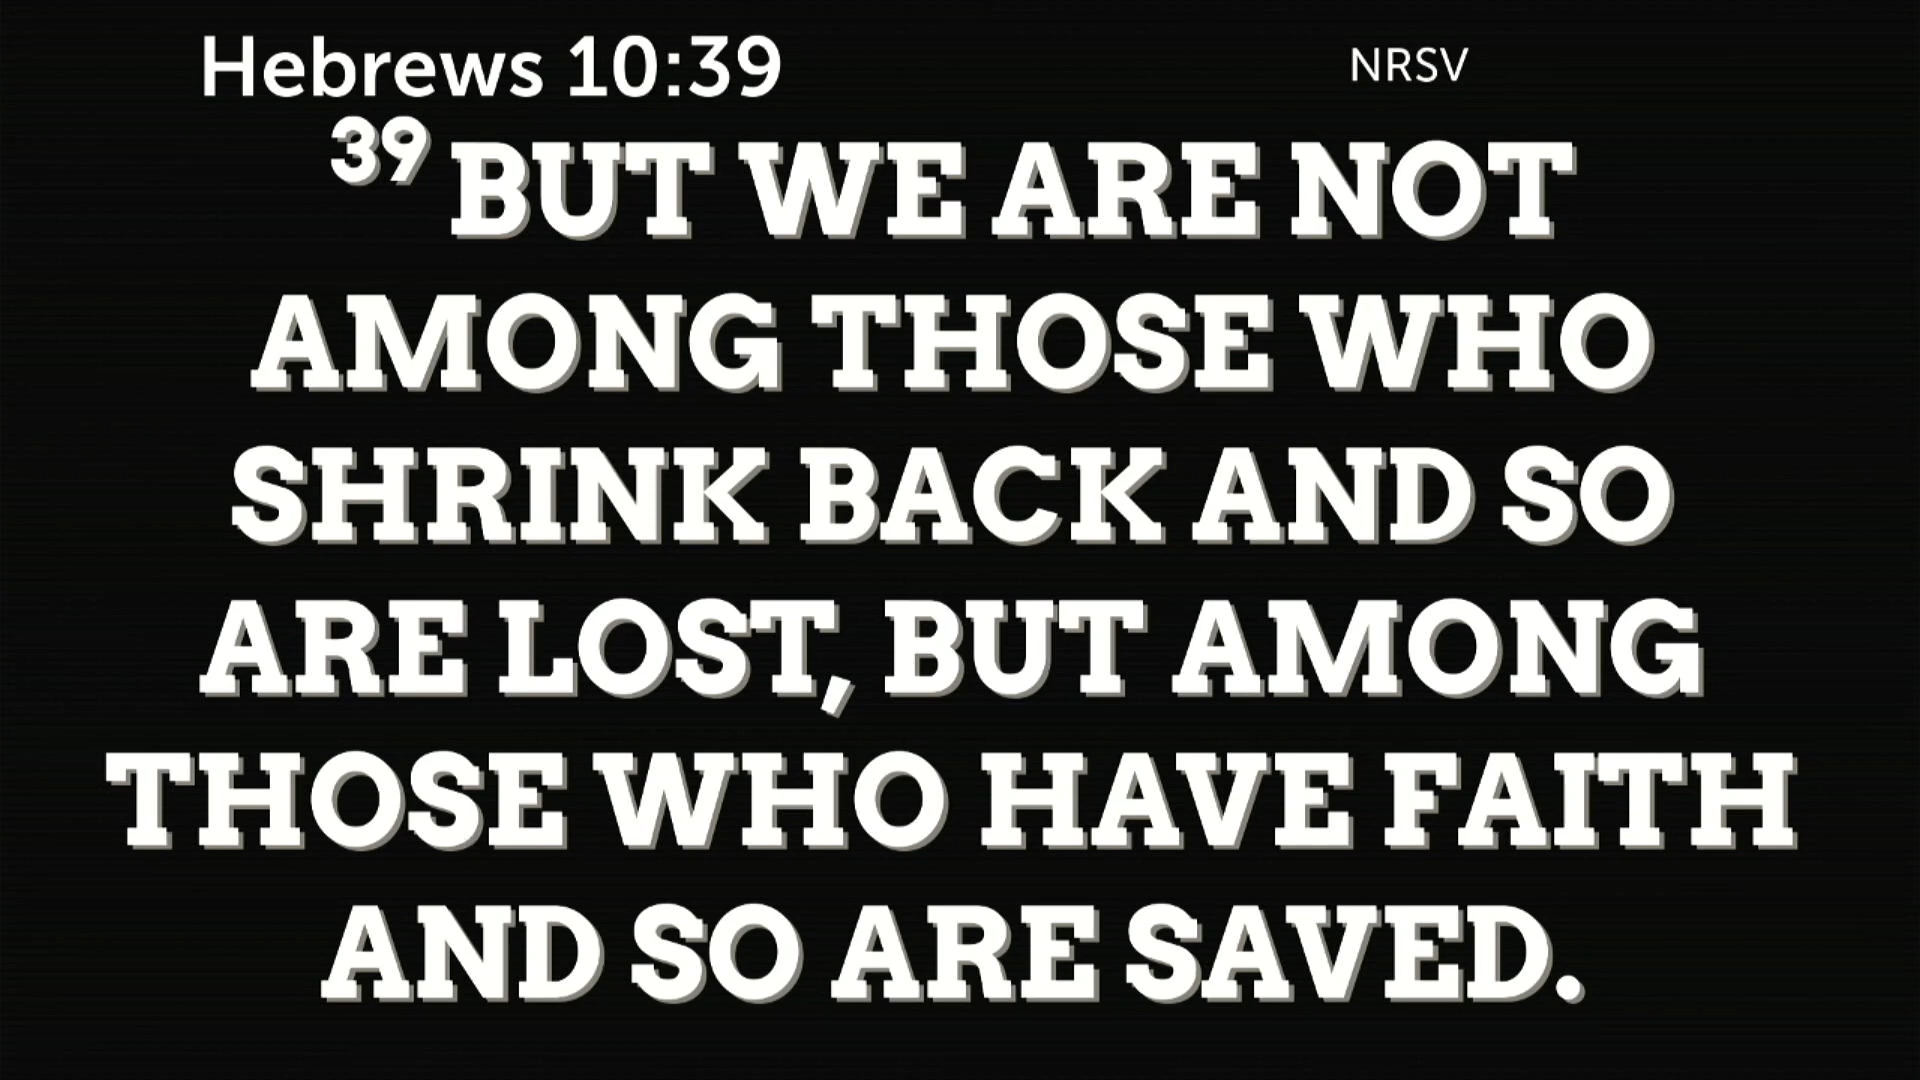 Hebrews 10:39 NRSV
39 BUT WE ARE NOT
AMONG THOSE WHO
SHRINK BACK AND SO
ARE LOST, BUT AMONG
THOSE WHO HAVE FAITH
AND SO ARE SAVED.